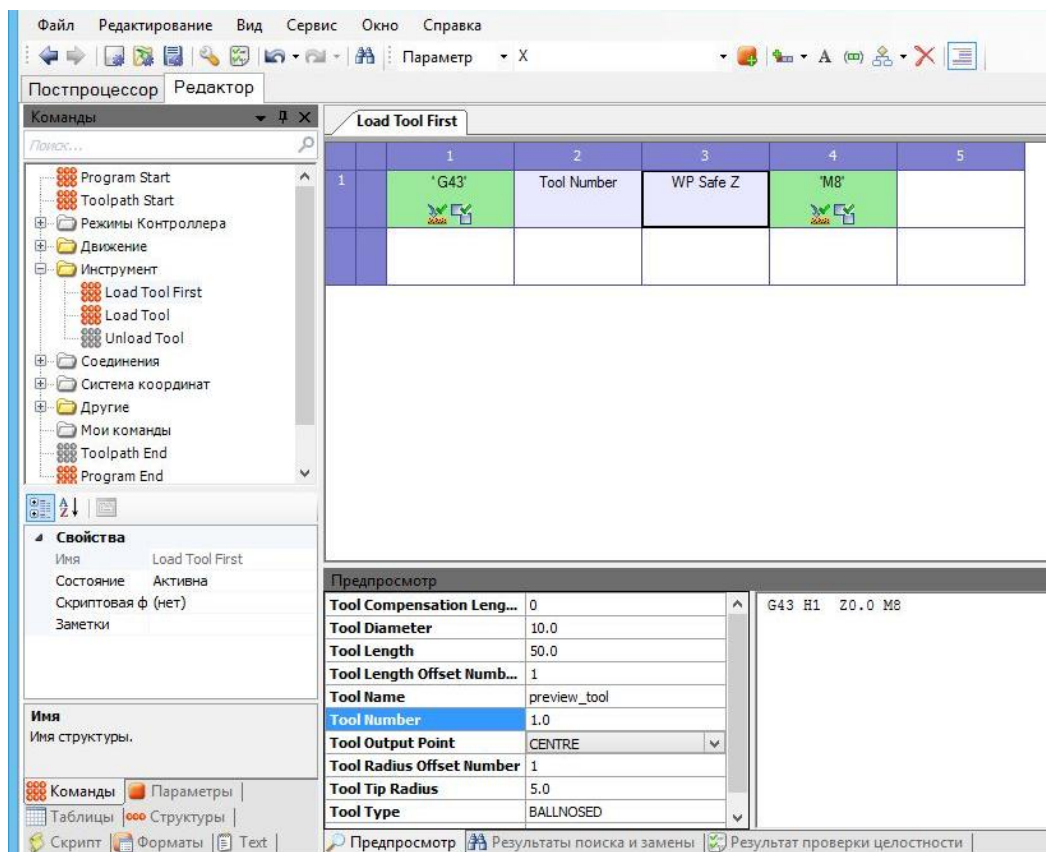 Файл Редактирование Вид Сервис Окно Справка
Параметр X
Постпроцессор Редактор
Команды
Поиск...
Program Start
Toolpath Start
Режимы Контроллера
Движение
Инструмент
Load Tool First
Load Tool
Unload Tool
Соединения
Система координат
Другие
Мои команды
Toolpath End
Program End
Свойства
Имя Load Tool First
Состояние Активна
Скриптовая ф (нет)
Заметки
Имя
Имя структуры.
Команды Параметры
Таблицы Структуры
Скрипт Форматы Text
Load Tool First
1 2 3 4 5
1 'G43' Tool Number WP Safe Z 'M8'
Предпросмотр
Tool Compensation Leng... 0
Tool Diameter 10.0
Tool Length 50.0
Tool Length Offset Numb... 1
Tool Name preview_tool
Tool Number 1.0
Tool Output Point CENTRE
Tool Radius Offset Number 1
Tool Tip Radius 5.0
Tool Type BALLNOSED
G43 H1 Z0.0 M8
Предпросмотр Результаты поиска и замены Результат проверки целостности